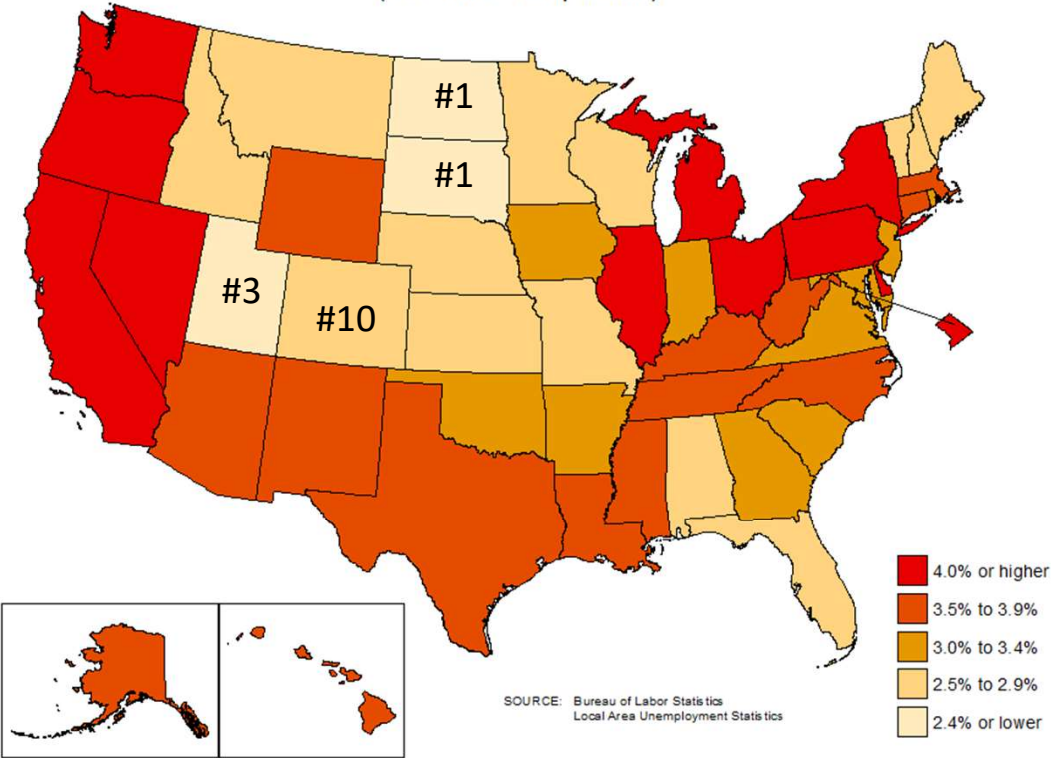 #1
#1
#3
#10
4.0% or higher
3.5% to 3.9%
3.0% to 3.4%
2.5% to 2.9%
2.4% or lower
SOURCE: Bureau of Labor Statistics
Local Area Unemployment Statistics